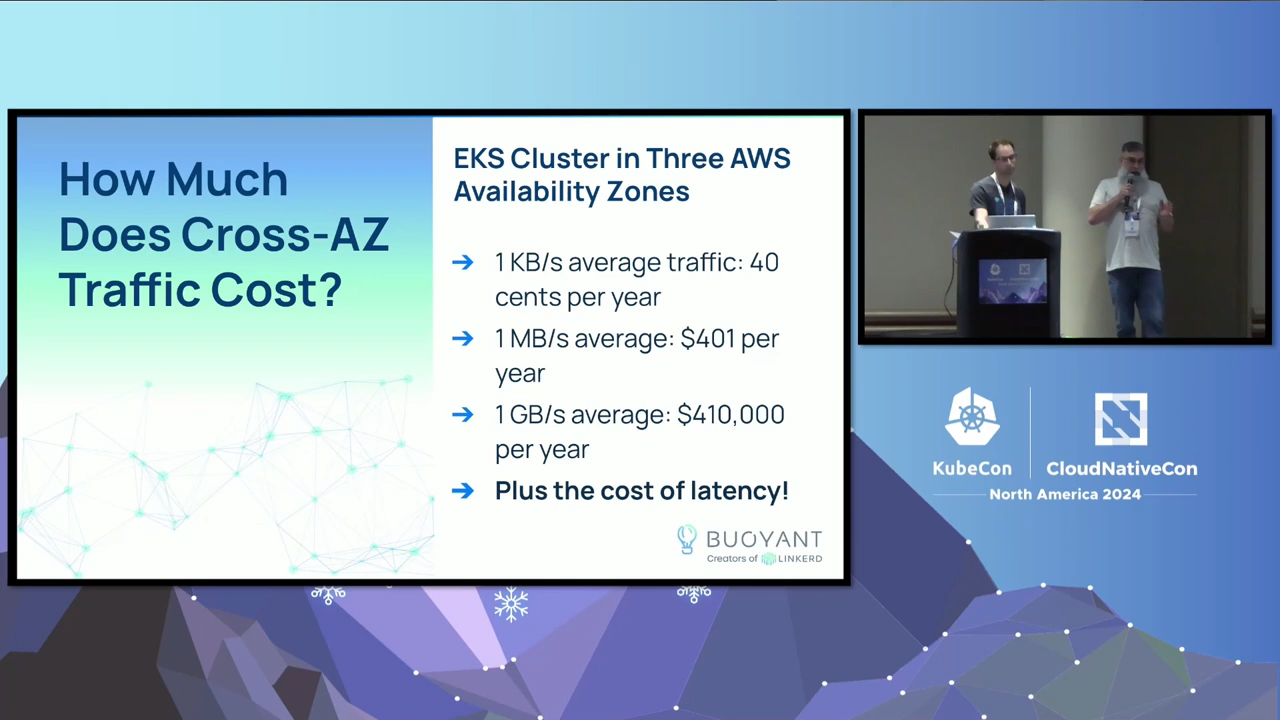 How Much
Does Cross-AZ
Traffic Cost?
EKS Cluster in Three AWS
Availability Zones
➔ 1 KB/s average traffic: 40
cents per year
➔ 1 MB/s average: $401 per
year
➔ 1 GB/s average: $410,000
per year
➔ Plus the cost of latency!
BUOYANT
Creators of LINKERD
KubeCon
CloudNativeCon
North America 2024